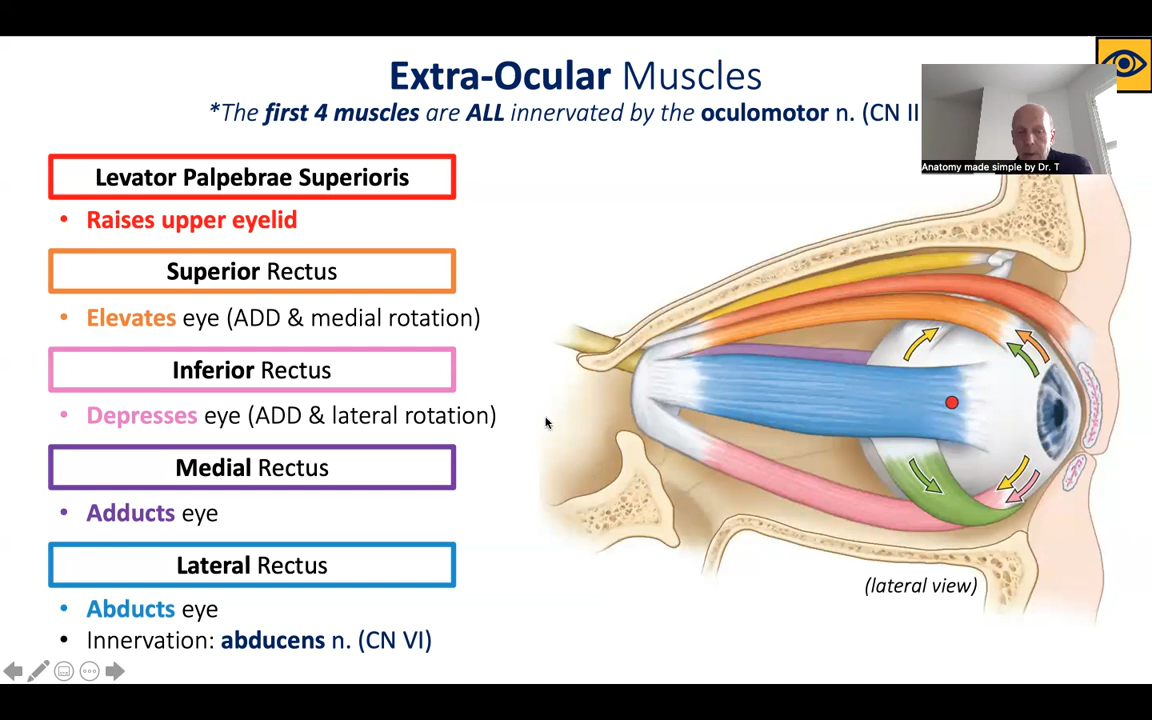 Extra-Ocular Muscles
*The first 4 muscles are ALL innervated by the oculomotor n. (CN II
Anatomy made simple by Dr. T
Levator Palpebrae Superioris
• Raises upper eyelid
Superior Rectus
• Elevates eye (ADD & medial rotation)
Inferior Rectus
• Depresses eye (ADD & lateral rotation)
Medial Rectus
• Adducts eye
Lateral Rectus
• Abducts eye
• Innervation: abducens n. (CN VI)
(lateral view)